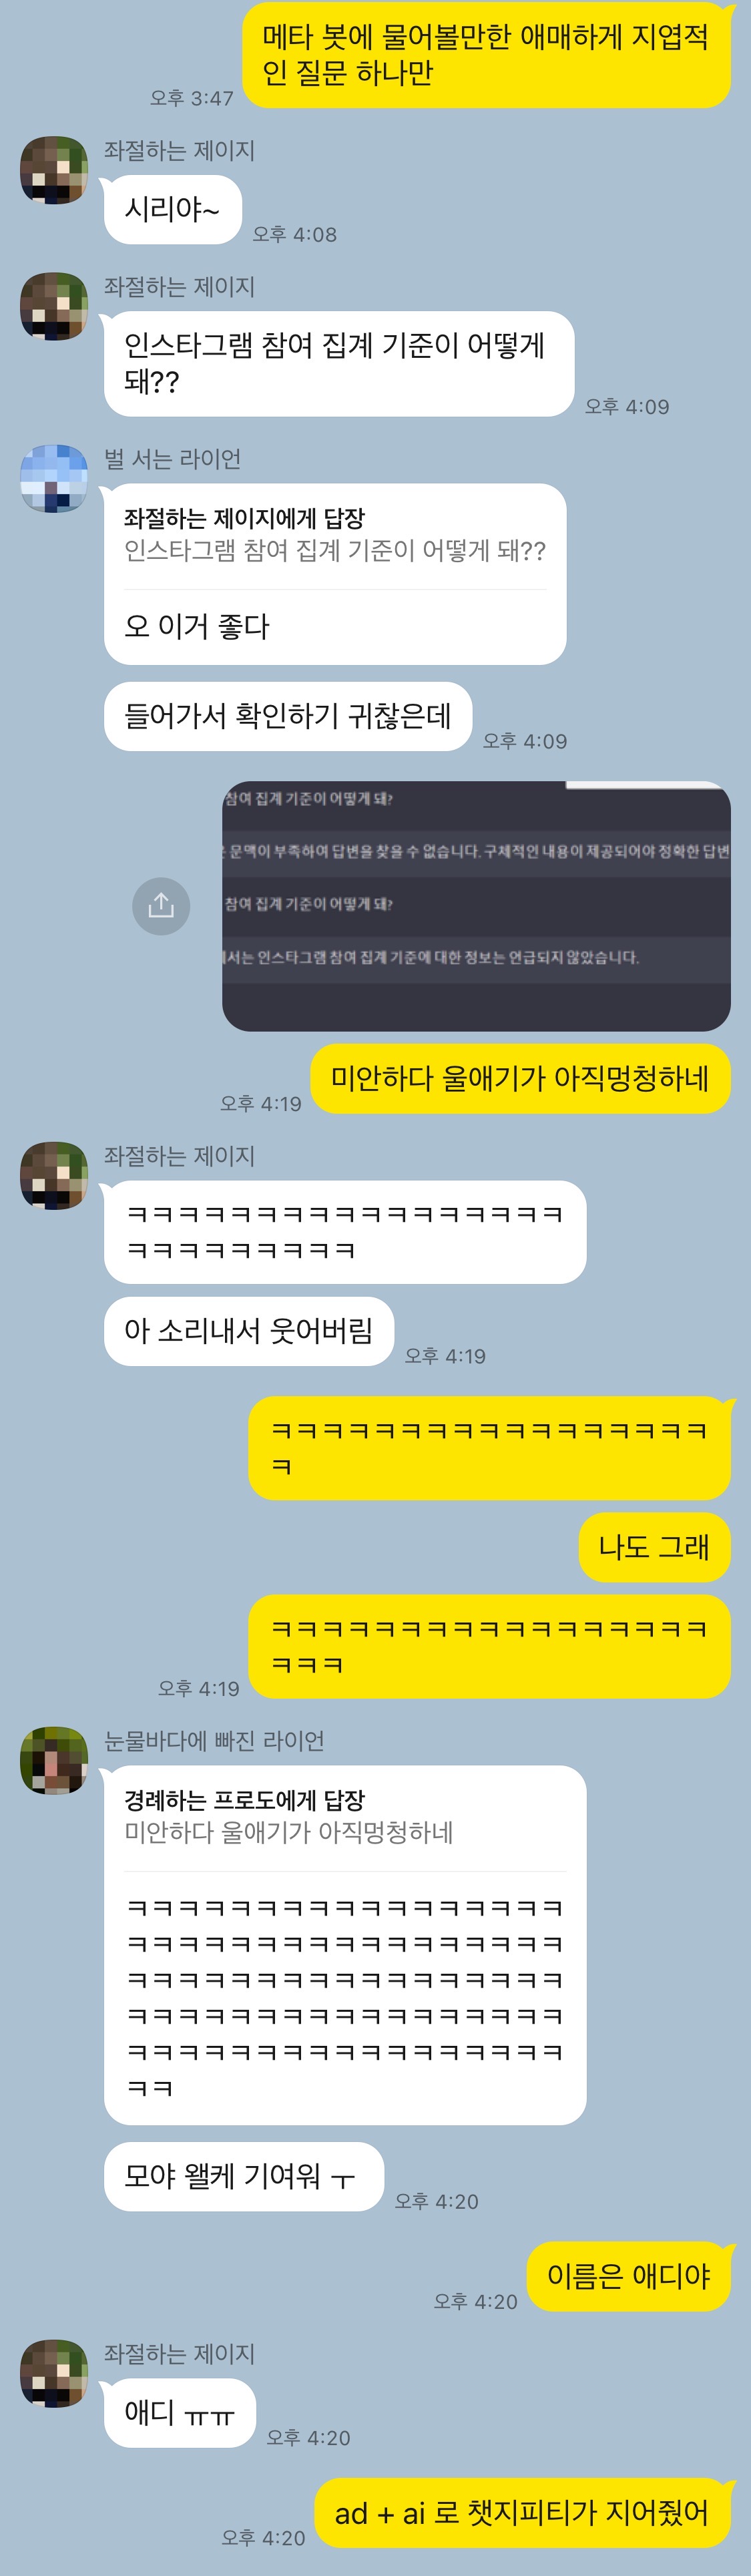 메타 봇에 물어볼만한 애매하게 지엽적
인 질문 하나만
오후 3:47
좌절하는 제이지
시리야~
오후 4:08
좌절하는 제이지
인스타그램 참여 집계 기준이 어떻게
돼??
오후 4:09
벌 서는 라이언
좌절하는 제이지에게 답장
인스타그램 참여 집계 기준이 어떻게 돼??
오 이거 좋다
들어가서 확인하기 귀찮은데
오후 4:09
참여 집계 기준이 어떻게 돼?
문맥이 부족하여 답변을 찾을 수 없습니다. 구체적인 내용이 제공되어야 정확한 답변
참여 집계 기준이 어떻게 돼?
서는 인스타그램 참여 집계 기준에 대한 정보는 언급되지 않았습니다.
미안하다 울애기가 아직멍청하네
오후 4:19
좌절하는 제이지
ㅋㅋㅋㅋㅋㅋㅋㅋㅋㅋㅋㅋㅋㅋㅋㅋㅋ
ㅋㅋㅋㅋㅋㅋㅋㅋㅋ
아 소리내서 웃어버림
오후 4:19
ㅋㅋㅋㅋㅋㅋㅋㅋㅋㅋㅋㅋㅋㅋㅋㅋㅋ
ㅋ
나도 그래
ㅋㅋㅋㅋㅋㅋㅋㅋㅋㅋㅋㅋㅋㅋㅋㅋㅋ
ㅋㅋㅋ
오후 4:19
눈물바다에 빠진 라이언
경례하는 프로도에게 답장
미안하다 울애기가 아직멍청하네
ㅋㅋㅋㅋㅋㅋㅋㅋㅋㅋㅋㅋㅋㅋㅋㅋㅋ
ㅋㅋㅋㅋㅋㅋㅋㅋㅋㅋㅋㅋㅋㅋㅋㅋㅋ
ㅋㅋㅋㅋㅋㅋㅋㅋㅋㅋㅋㅋㅋㅋㅋㅋㅋ
ㅋㅋㅋㅋㅋㅋㅋㅋㅋㅋㅋㅋㅋㅋㅋㅋㅋ
ㅋㅋㅋㅋㅋㅋㅋㅋㅋㅋㅋㅋㅋㅋㅋㅋㅋ
ㅋㅋ
모야 왤케 기여워 ㅜ
오후 4:20
이름은 애디야
오후 4:20
좌절하는 제이지
애디 ㅠㅠ
오후 4:20
ad + ai 로 챗지피티가 지어줬어
오후 4:20